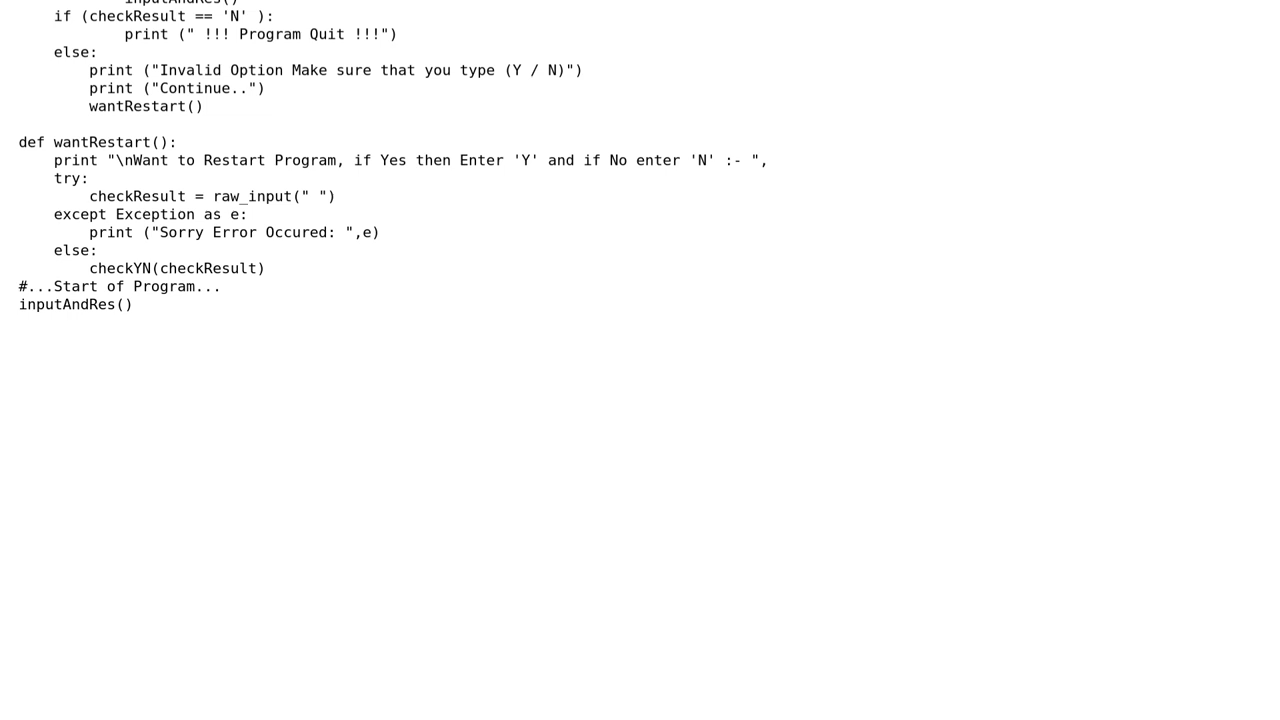 inputAndRes()
    if (checkResult == 'N' ):
            print (" !!! Program Quit !!!")
    else:
        print ("Invalid Option Make sure that you type (Y / N)")
        print ("Continue..")
        wantRestart()

def wantRestart():
    print "\nWant to Restart Program, if Yes then Enter 'Y' and if No enter 'N' :- ",
    try:
        checkResult = raw_input(" ")
    except Exception as e:
        print ("Sorry Error Occured: ",e)
    else:
        checkYN(checkResult)
#...Start of Program...
inputAndRes()